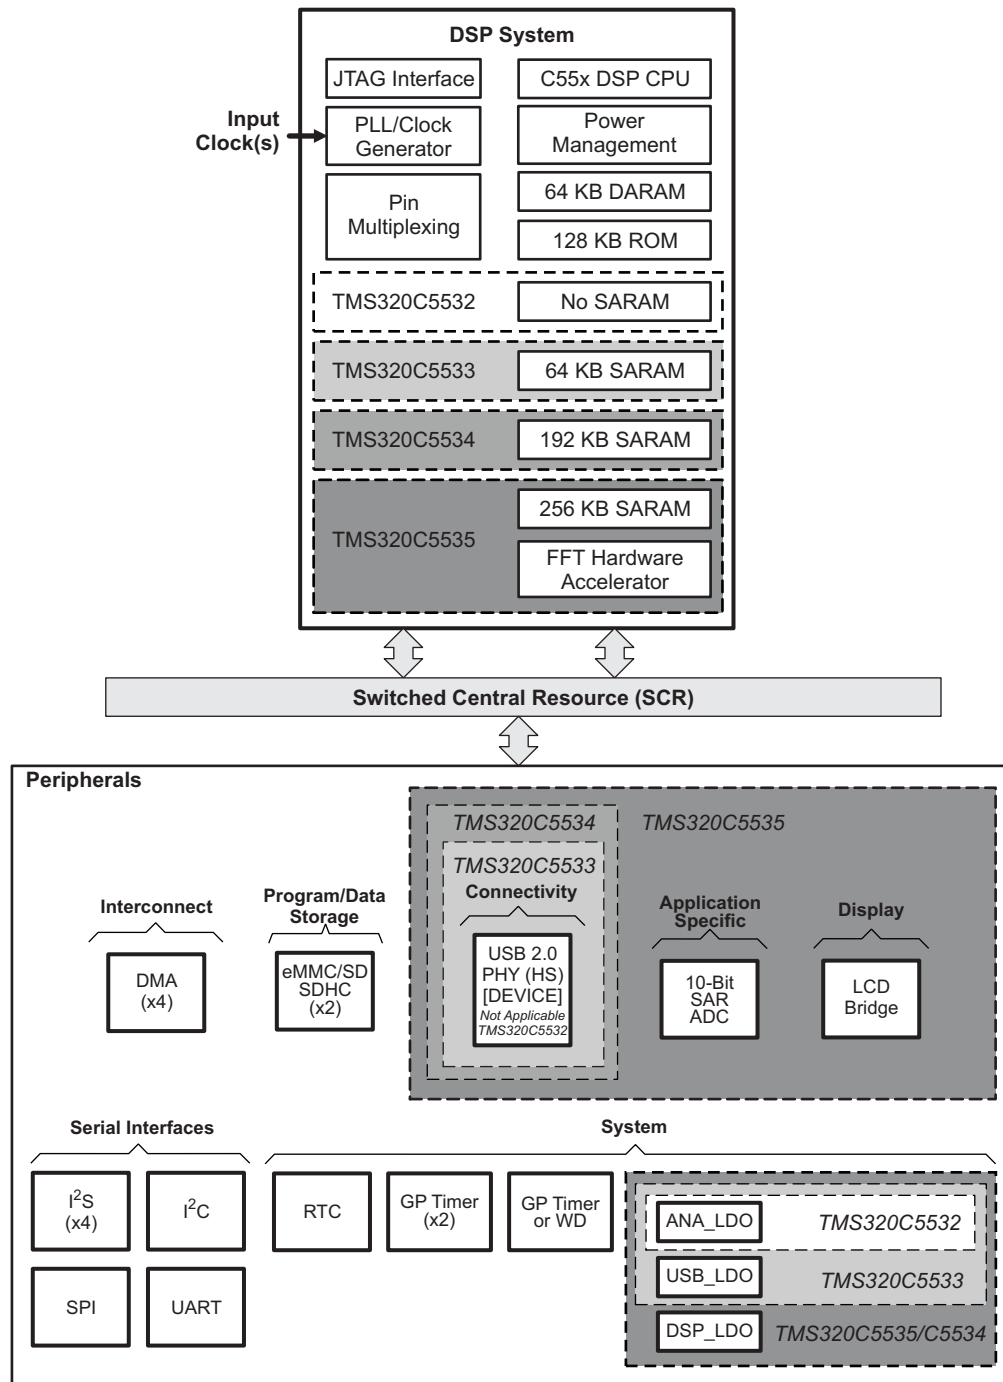 DSP System
JTAG Interface
C55x DSP CPU
Input
Clock(s)
PLL/Clock
Generator
Power
Management
Pin
Multiplexing
64 KB DARAM
128 KB ROM
TMS320C5532
No SARAM
TMS320C5533
64 KB SARAM
TMS320C5534
192 KB SARAM
TMS320C5535
256 KB SARAM
FFT Hardware
Accelerator
Switched Central Resource (SCR)
Peripherals
TMS320C5534
TMS320C5535
TMS320C5533
Interconnect
DMA
(x4)
Program/Data
Storage
eMMC/SD
SDHC
(x2)
Connectivity
USB 2.0
PHY (HS)
[DEVICE]
Not Applicable
TMS320C5532
Application
Specific
10-Bit
SAR
ADC
Display
LCD
Bridge
Serial Interfaces
I²S
(x4)
I²C
SPI
UART
System
RTC
GP Timer
(x2)
GP Timer
or WD
ANA_LDO
TMS320C5532
USB_LDO
TMS320C5533
DSP_LDO
TMS320C5535/C5534